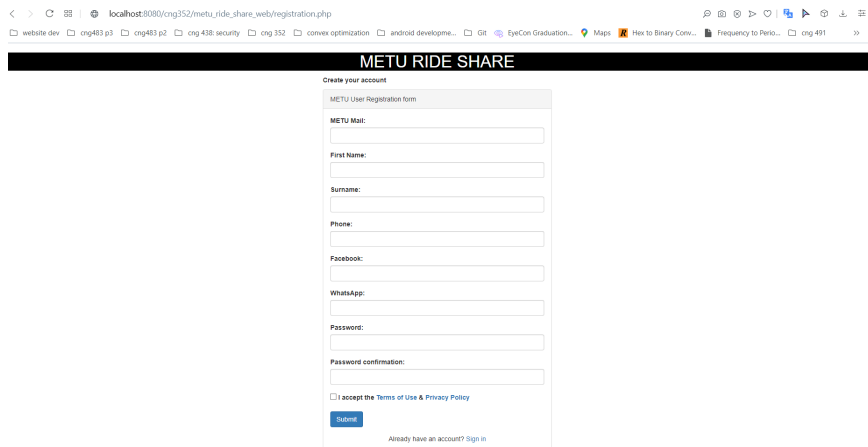 localhost:8080/cng352/metu_ride_share_web/registration.php
website dev cng483 p3 cng483 p2 cng 438: security cng 352 convex optimization android developme... Git EyeCon Graduation... Maps Hex to Binary Conv... Frequency to Perio... cng 491 »
METU RIDE SHARE
Create your account
METU User Registration form
METU Mail:
First Name:
Surname:
Phone:
Facebook:
WhatsApp:
Password:
Password confirmation:
I accept the Terms of Use & Privacy Policy
Submit
Already have an account? Sign in